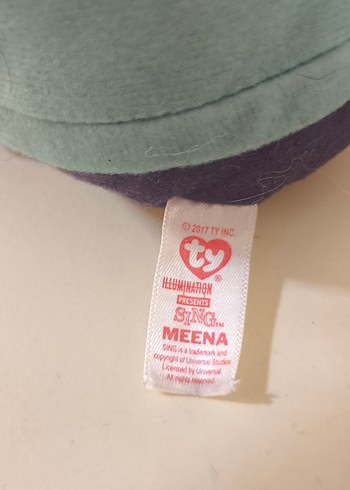 © 2017 TY INC.
ty
ILLUMINATION
PRESENTS
SING™
MEENA
SING is a trademark and
copyright of Universal Studios
Licensed by Universal
All rights reserved.